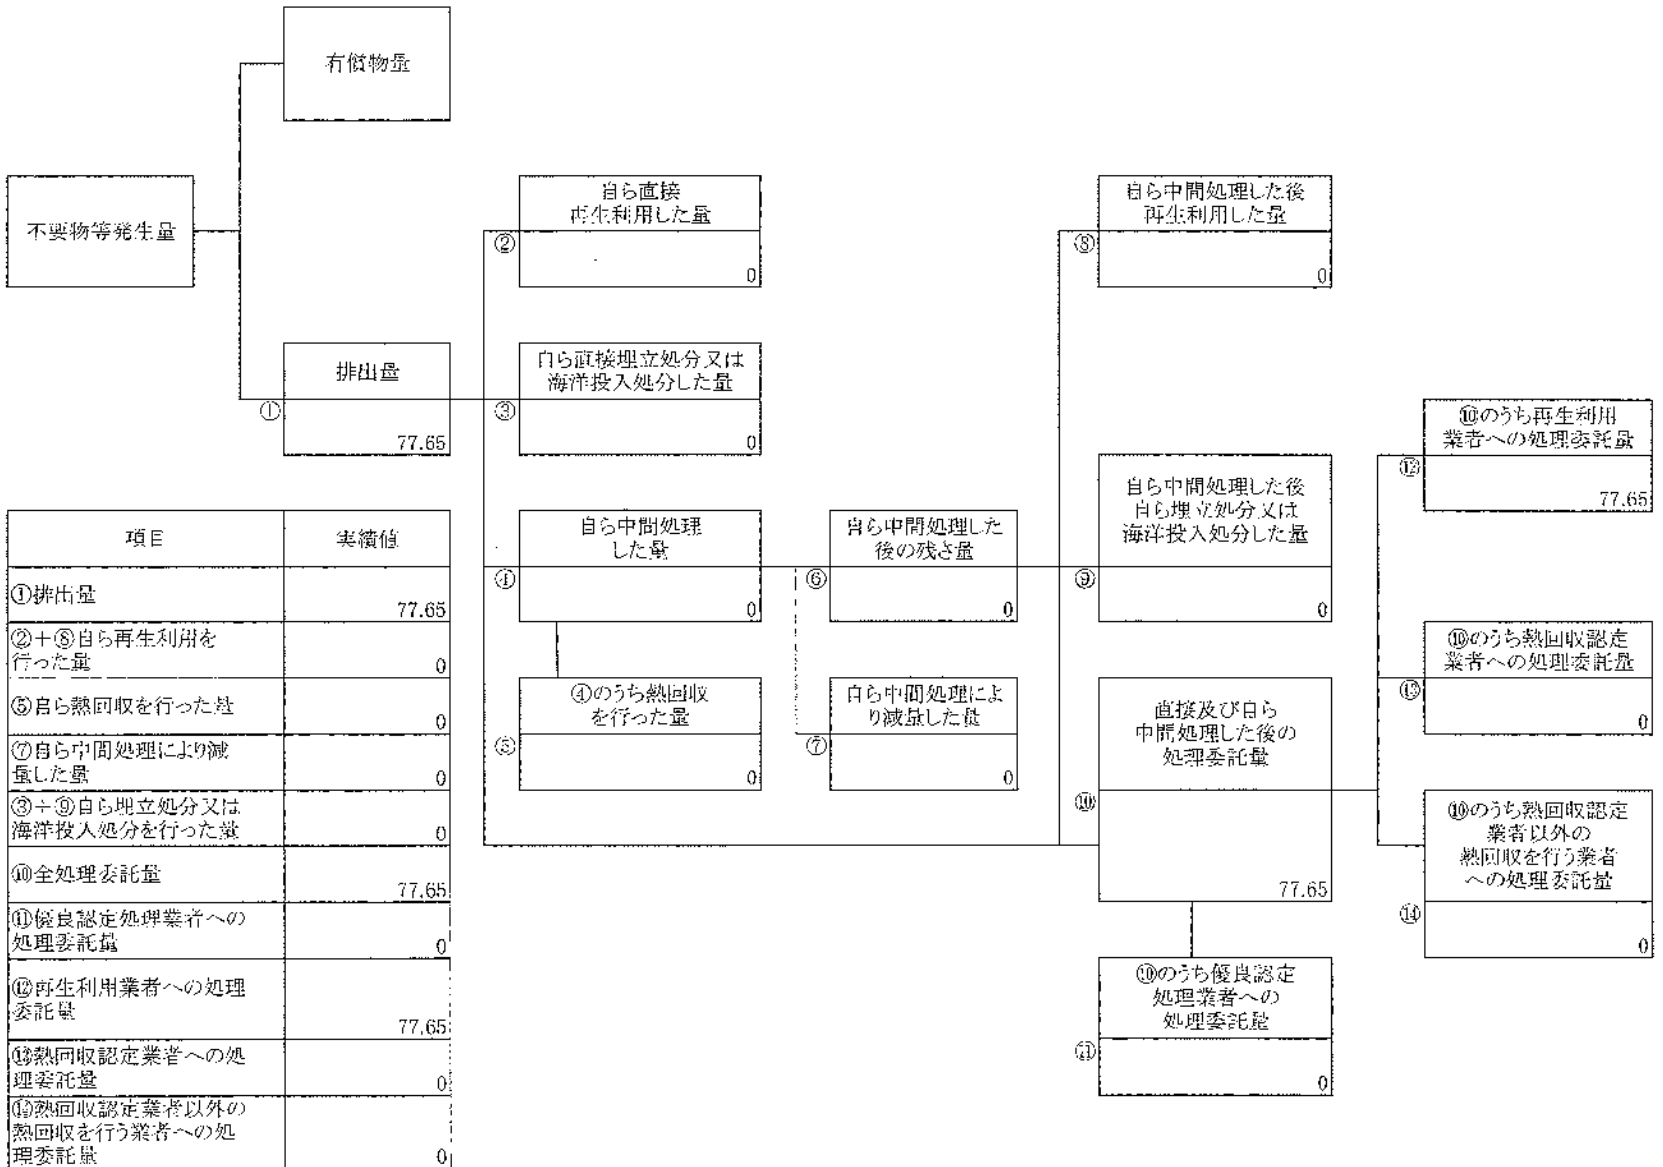 有償物量
不要物等発生量
自ら直接
再生利用した量
②
0
自ら中間処理した後
再生利用した量
⑧
0
排出量
①
77.65
自ら直接埋立処分又は
海洋投入処分した量
③
0
⑩のうち再生利用
業者への処理委託量
⑫
77.65
自ら中間処理した後
自ら埋立処分又は
海洋投入処分した量
⑨
0
自ら中間処理
した量
④
0
自ら中間処理した
後の残さ量
⑥
0
⑩のうち熱回収認定
業者への処理委託量
⑬
0
④のうち熱回収
を行った量
⑤
0
自ら中間処理によ
り減量した量
⑦
0
直接及び自ら
中間処理した後の
処理委託量
⑩
77.65
⑩のうち熱回収認定
業者以外の
熱回収を行う業者
への処理委託量
⑭
0
⑩のうち優良認定
処理業者への
処理委託量
⑪
0
項目
実績値
①排出量
77.65
②+⑧自ら再生利用を
行った量
0
⑤自ら熱回収を行った量
0
⑦自ら中間処理により減
量した量
0
③+⑨自ら埋立処分又は
海洋投入処分を行った量
0
⑩全処理委託量
77.65
⑪優良認定処理業者への
処理委託量
0
⑫再生利用業者への処理
委託量
77.65
⑬熱回収認定業者への処
理委託量
0
⑭熱回収認定業者以外の
熱回収を行う業者への処
理委託量
0